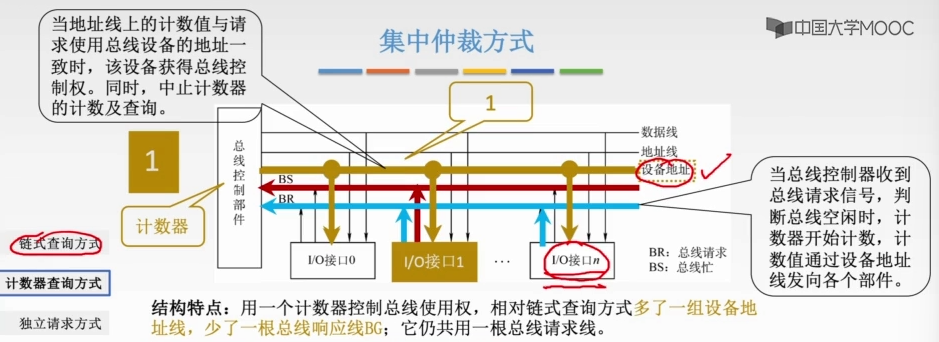 当地址线上的计数值与请
求使用总线设备的地址一
致时，该设备获得总线控
制权。同时，中止计数器
的计数及查询。
集中仲裁方式
中国大学MOOC
1
1
计数器
总线控制部件
数据线
地址线
设备地址
BS
BR
I/O接口0
I/O接口1
...
I/O接口n
BR：总线请求
BS：总线忙
当总线控制器收到
总线请求信号，判
断总线空闲时，计
数器开始计数，计
数值通过设备地址
线发向各个部件。
链式查询方式
计数器查询方式
独立请求方式
结构特点：用一个计数器控制总线使用权，相对链式查询方式多了一组设备地
址线，少了一根总线响应线BG；它仍共用一根总线请求线。